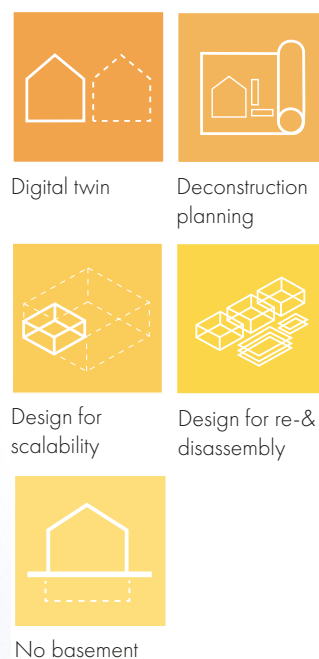 Digital twin
Deconstruction
planning
Design for
scalability
Design for re-&
disassembly
No basement